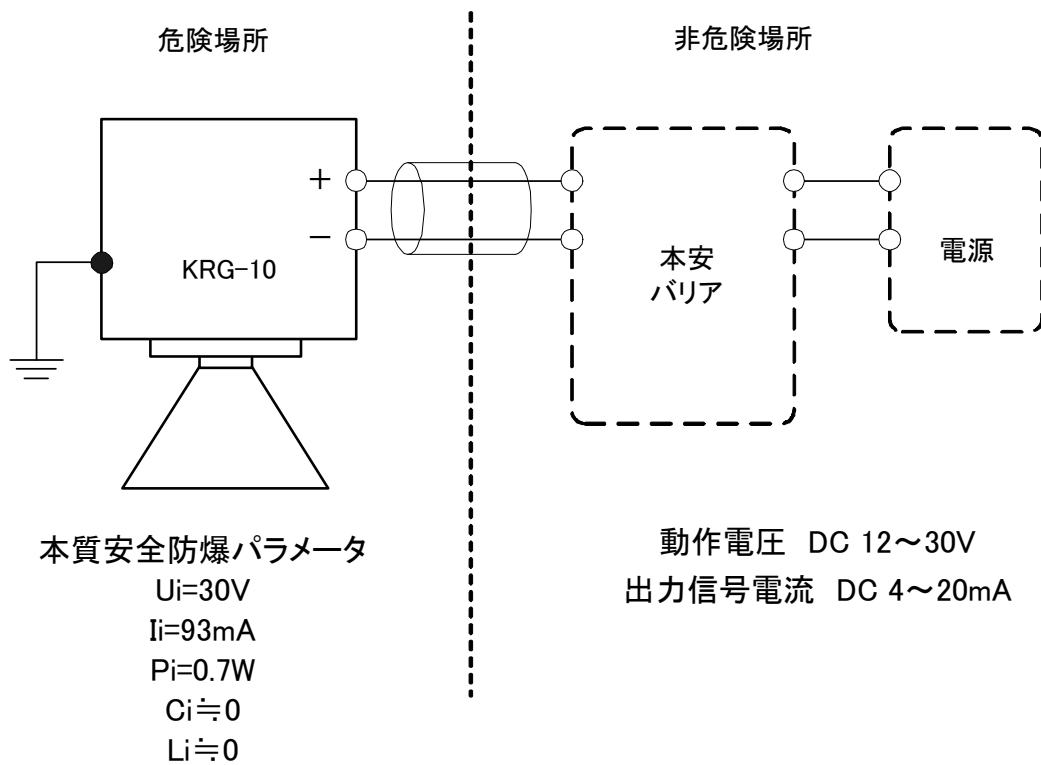 危険場所
非危険場所
+
−
KRG-10
本安
バリア
電源
本質安全防爆パラメータ
Ui=30V
Ii=93mA
Pi=0.7W
Ci≒0
Li≒0
動作電圧 DC 12～30V
出力信号電流 DC 4～20mA